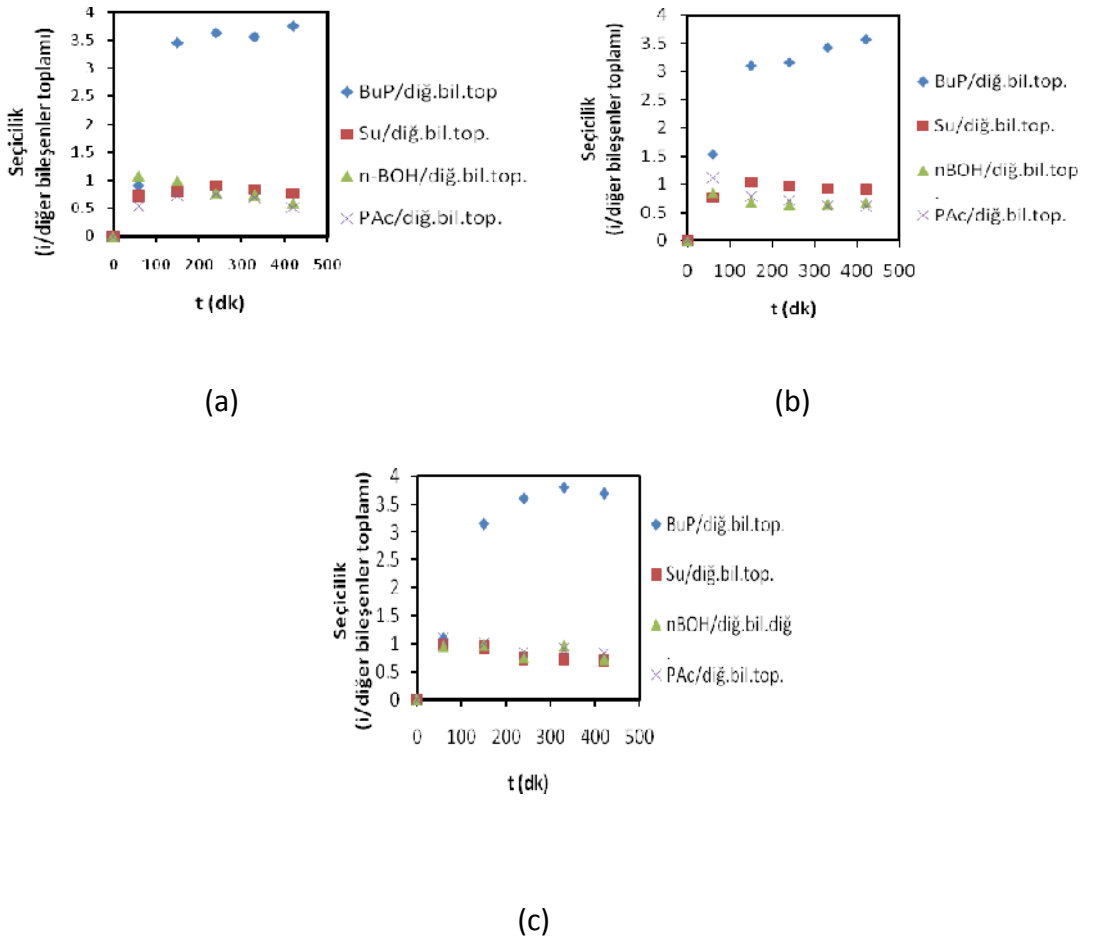 4
3.5
3
2.5
2
1.5
1
0.5
0
0 100 200 300 400 500
Seçicilik
(i/diğer bileşenler toplamı)
t (dk)
BuP/diğ.bil.top
Su/diğ.bil.top.
n-BOH/diğ.bil.top.
PAc/diğ.bil.top.
(a)
4
3.5
3
2.5
2
1.5
1
0.5
0
0 100 200 300 400 500
Seçicilik
(i/diğer bileşenler toplamı)
t (dk)
BuP/diğ.bil.top.
Su/diğ.bil.top.
nBOH/diğ.bil.top
.
PAc/diğ.bil.top.
(b)
4
3.5
3
2.5
2
1.5
1
0.5
0
0 100 200 300 400 500
Seçicilik
(i/diğer bileşenler toplamı)
t (dk)
BuP/diğ.bil.top.
Su/diğ.bil.top.
nBOH/diğ.bil.diğ
.
PAc/diğ.bil.top.
(c)